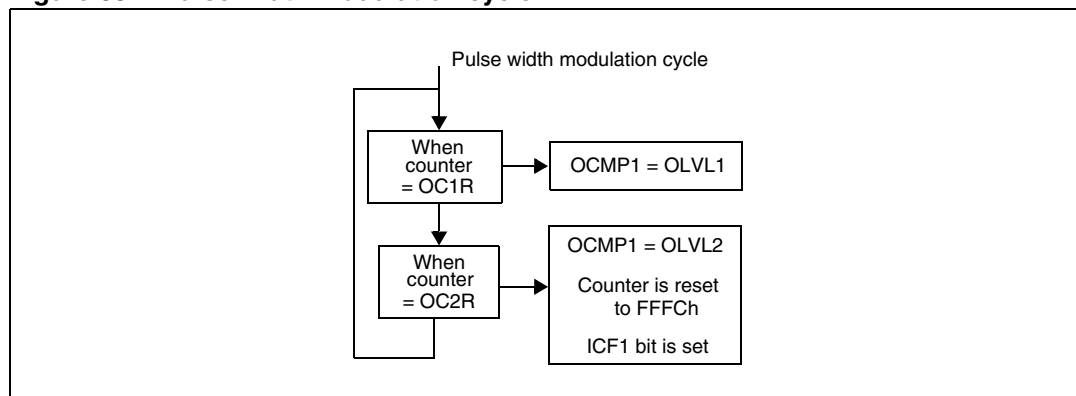 Pulse width modulation cycle
When
counter
= OC1R
OCMP1 = OLVL1
When
counter
= OC2R
OCMP1 = OLVL2
Counter is reset
to FFFCh
ICF1 bit is set